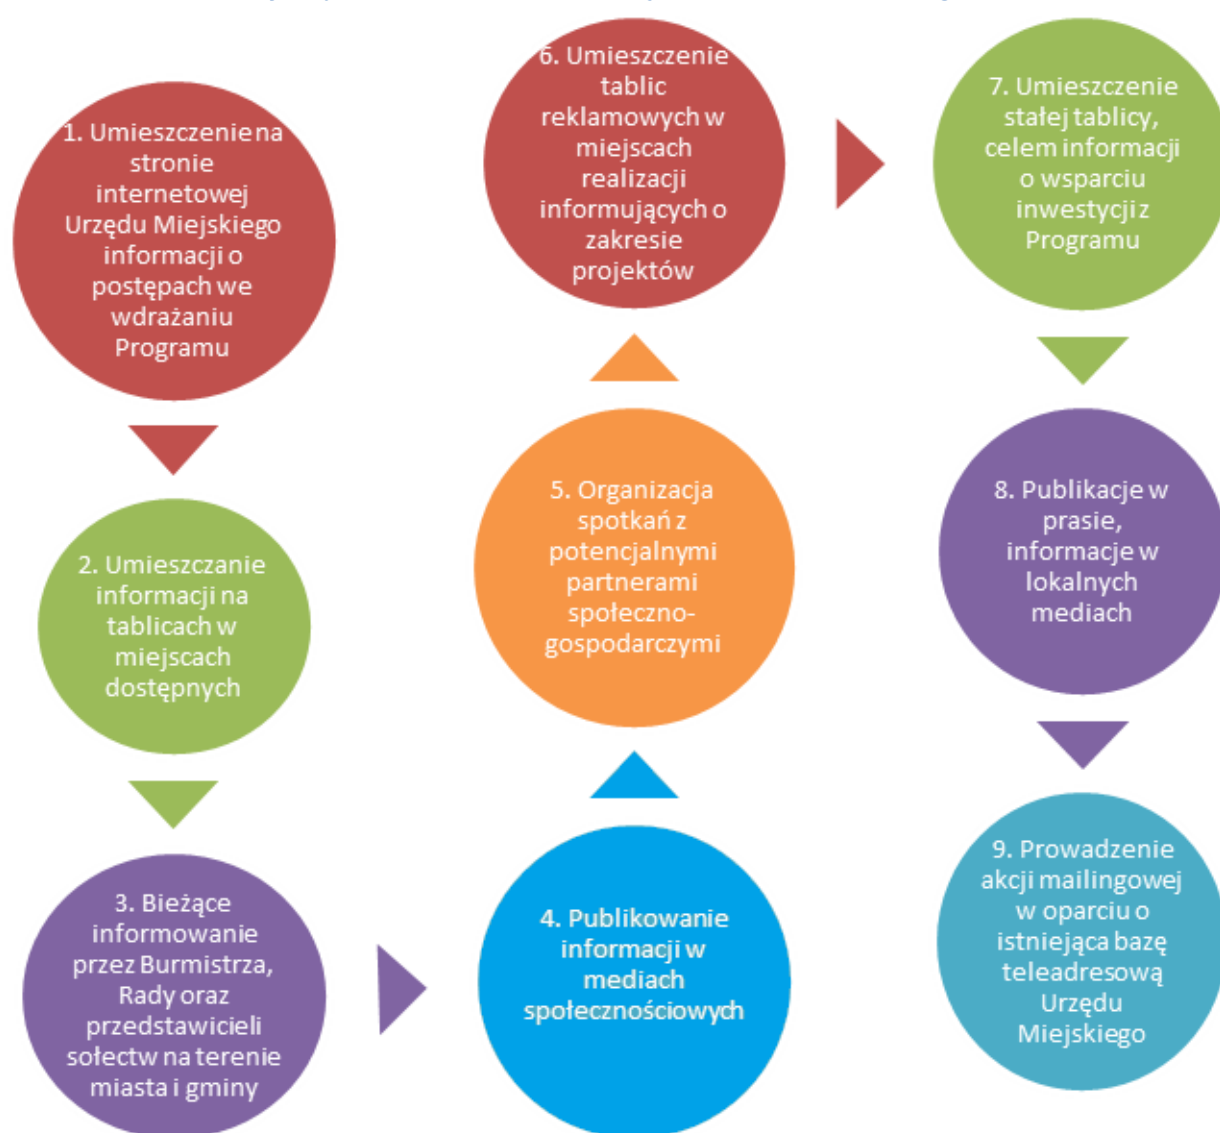 1. Umieszczenie na
stronie
internetowej
Urzędu Miejskiego
informacji o
postępach we
wdrażaniu
Programu
2. Umieszczanie
informacji na
tablicach w
miejscach
dostępnych
3. Bieżące
informowanie
przez Burmistrza,
Rady oraz
przedstawicieli
sołectw na terenie
miasta i gminy
4. Publikowanie
informacji w
mediach
społecznościowych
5. Organizacja
spotkań z
potencjalnymi
partnerami
społeczno-
gospodarczymi
6. Umieszczenie
tablic
reklamowych w
miejscach
realizacji
informujących o
zakresie
projektów
7. Umieszczenie
stałej tablicy,
celem informacji
o wsparciu
inwestycji z
Programu
8. Publikacje w
prasie,
informacje w
lokalnych
mediach
9. Prowadzenie
akcji mailingowej
w oparciu o
istniejąca bazę
teleadresową
Urzędu
Miejskiego